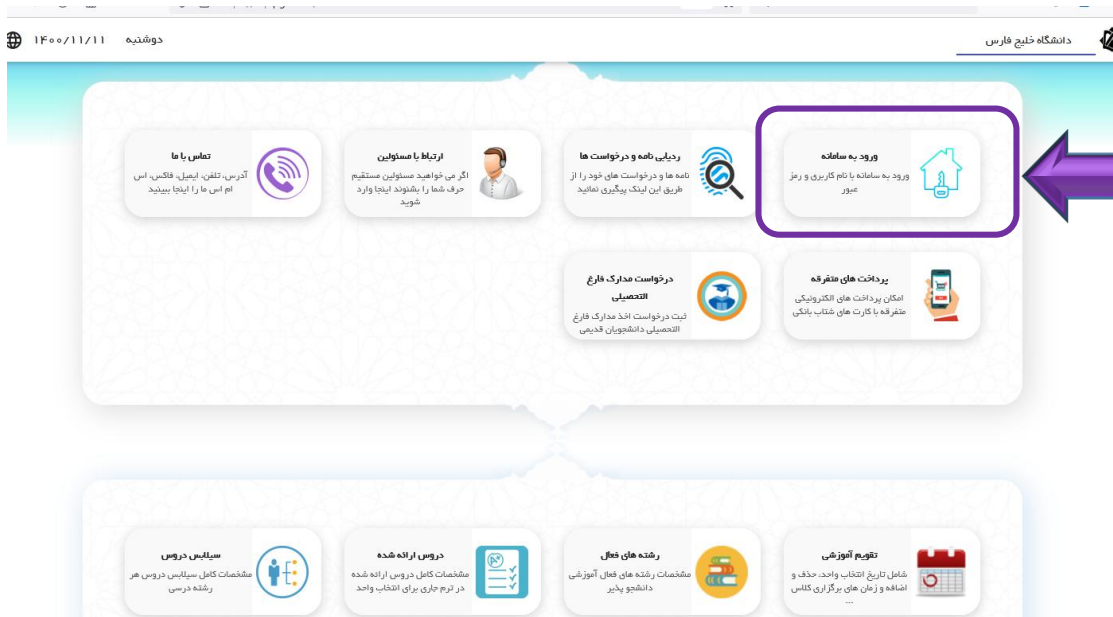 دانشگاه خلیج فارس
دوشنبه ۱۴۰۰/۱۱/۱۱
ورود به سامانه
ورود به سامانه با نام کاربری و رمز
عبور
ردیابی نامه و درخواست ها
نامه ها و درخواست های خود را از
طریق این لینک پیگیری نمائید
ارتباط با مسئولین
اگر می خواهید مسئولین مستقیم
حرف شما را بشنوند اینجا وارد
شوید
تماس با ما
آدرس، تلفن، ایمیل، فاکس، اس
ام اس ما را اینجا ببینید
پرداخت های متفرقه
امکان پرداخت های الکترونیکی
متفرقه با کارت های شتاب بانکی
درخواست مدارک فارغ
التحصیلی
ثبت درخواست اخذ مدارک فارغ
التحصیلی دانشجویان قدیمی
تقویم آموزشی
شامل تاریخ انتخاب واحد، حذف و
اضافه و زمان های برگزاری کلاس
...
رشته های فعال
مشخصات رشته های فعال آموزشی
دانشجو پذیر
دروس ارائه شده
مشخصات کامل دروس ارائه شده
در ترم جاری برای انتخاب واحد
سیلابس دروس
مشخصات کامل سیلابس دروس هر
رشته درسی